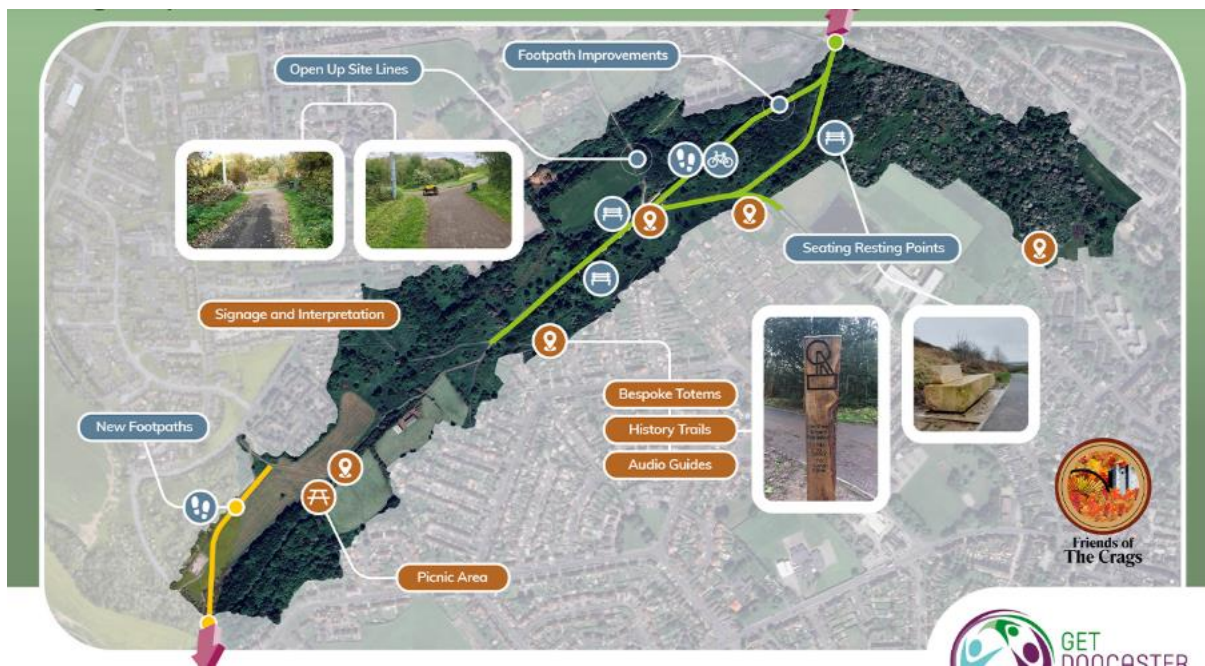 Footpath Improvements
Open Up Site Lines
Seating Resting Points
Signage and Interpretation
Bespoke Totems
New Footpaths
History Trails
Audio Guides
Picnic Area
Friends of
The Crags
GET
DONCASTER